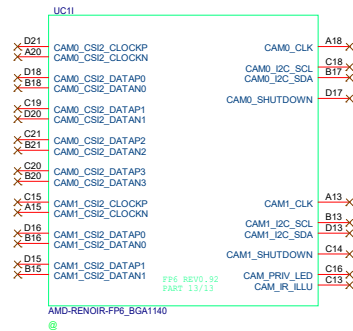 UC1I
D21 CAM0_CSI2_CLOCKP CAM0_CLK A18
A20 CAM0_CSI2_CLOCKN
CAM0_I2C_SCL C18
D18 CAM0_CSI2_DATAP0 CAM0_I2C_SDA B17
B18 CAM0_CSI2_DATAN0
CAM0_SHUTDOWN D17
C19 CAM0_CSI2_DATAP1
D20 CAM0_CSI2_DATAN1
C21 CAM0_CSI2_DATAP2
B21 CAM0_CSI2_DATAN2
C20 CAM0_CSI2_DATAP3
B20 CAM0_CSI2_DATAN3
C15 CAM1_CSI2_CLOCKP CAM1_CLK A13
A15 CAM1_CSI2_CLOCKN
CAM1_I2C_SCL B13
D16 CAM1_CSI2_DATAP0 CAM1_I2C_SDA D13
B16 CAM1_CSI2_DATAN0
CAM1_SHUTDOWN C14
D15 CAM1_CSI2_DATAP1
B15 CAM1_CSI2_DATAN1 CAM_PRIV_LED C16
FP6 REV0.92
PART 13/13 CAM_IR_ILLU C13
AMD-RENOIR-FP6_BGA1140
@